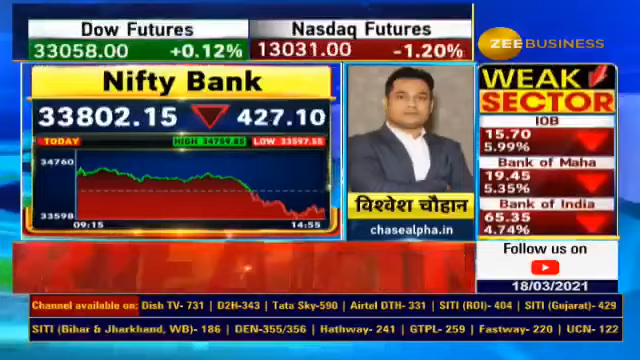 Dow Futures
33058.00 +0.12%
Nasdaq Futures
13031.00 -1.20%
ZEE BUSINESS
Nifty Bank
33802.15 427.10
TODAY HIGH 34759.85 LOW 33597.55
34760
33598
09:15 14:55
विश्वेश चौहान
chasealpha.in
WEAK
SECTOR
IOB
15.70
5.99%
Bank of Maha
19.45
5.35%
Bank of India
65.35
4.74%
Follow us on
18/03/2021
Channel available on: Dish TV- 731 | D2H-343 | Tata Sky-590 | Airtel DTH- 331 | SITI (ROI)- 404 | SITI (Gujarat)- 429
SITI (Bihar & Jharkhand, WB)- 186 | DEN-355/356 | Hathway- 241 | GTPL- 259 | Fastway- 220 | UCN- 122